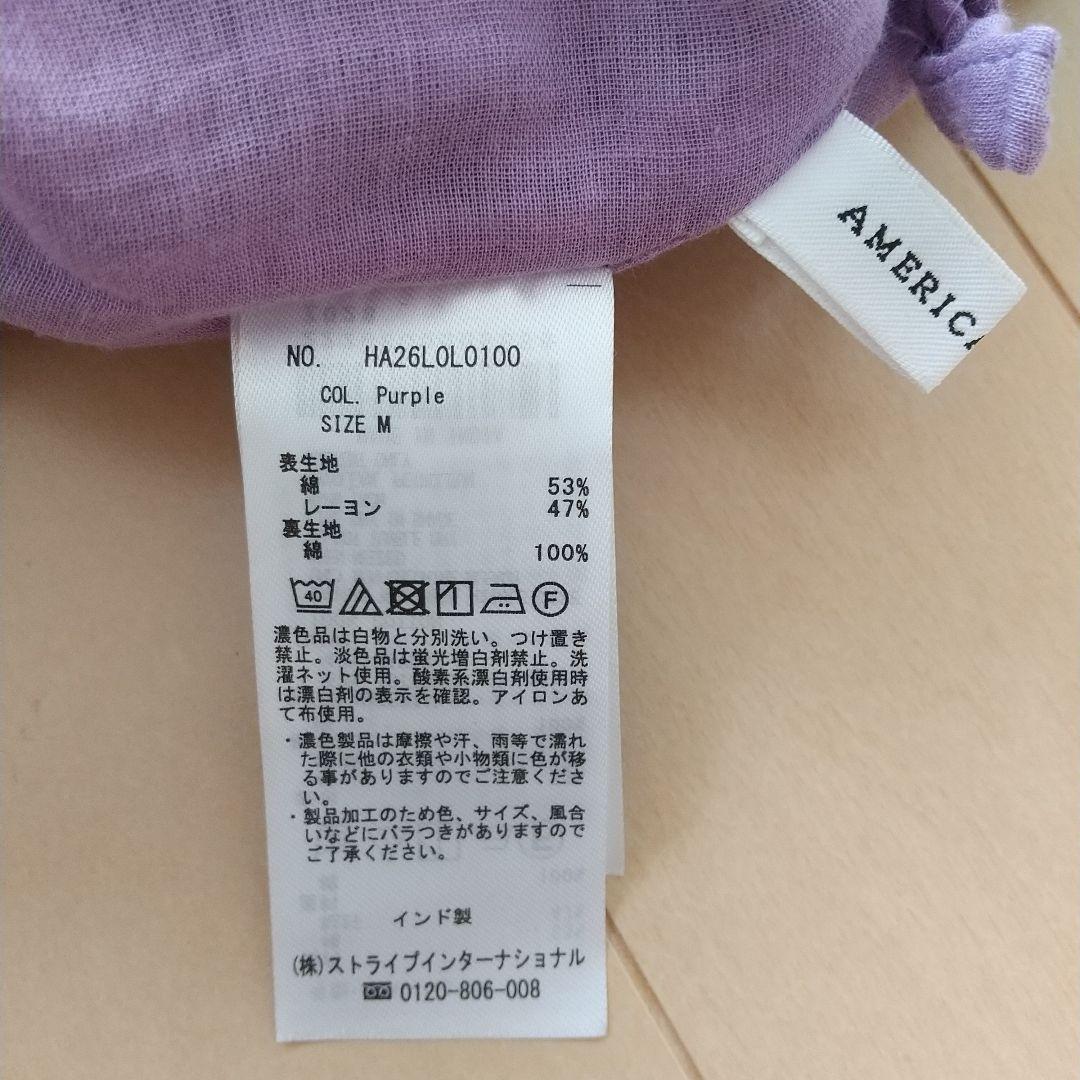 AMERICA
NO. HA26L0L0100
COL. Purple
SIZE M
表生地
綿 53%
レーヨン 47%
裏生地
綿 100%
40
F
濃色品は白物と分別洗い。つけ置き
禁止。淡色品は蛍光増白剤禁止。洗
濯ネット使用。酸素系漂白剤使用時
は漂白剤の表示を確認。アイロンあ
て布使用。
・濃色製品は摩擦や汗、雨等で濡れ
た際に他の衣類や小物類に色が移
る事がありますのでご注意くださ
い。
・製品加工のため色、サイズ、風合
いなどにバラつきがありますので
ご了承ください。
インド製
(株)ストライプインターナショナル
0120-806-008